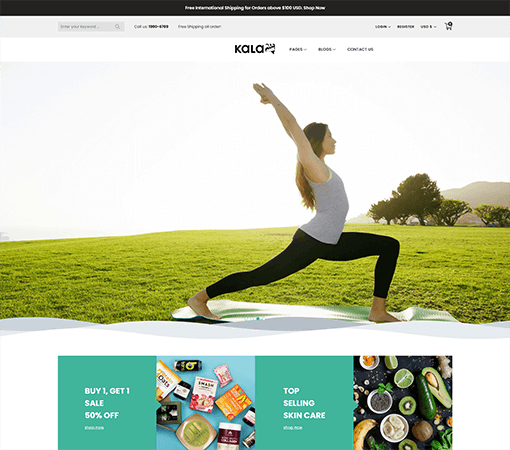 Free International Shipping for Orders above $100 USD. Shop Now
Enter your keyword...
Call us: 1900-6789
Free Shipping all order!
LOGIN
REGISTER
USD $
0
KALA
PAGES
BLOGS
CONTACT US
BUY 1, GET 1
SALE
50% OFF
shop now
SMASH
TOP
SELLING
SKIN CARE
shop now